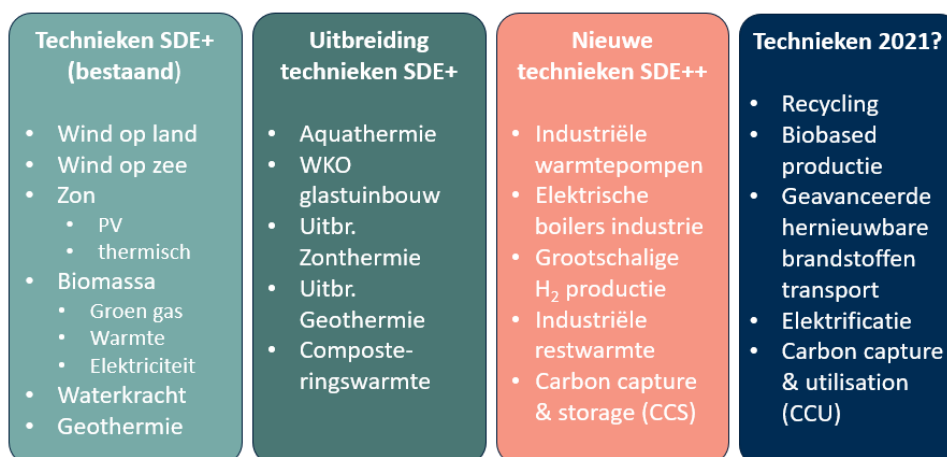 Technieken SDE+
(bestaand)
• Wind op land
• Wind op zee
• Zon
• PV
• thermisch
• Biomassa
• Groen gas
• Warmte
• Elektriciteit
• Waterkracht
• Geothermie
Uitbreiding
technieken SDE+
• Aquathermie
• WKO
glastuinbouw
• Uitbr.
Zonthermie
• Uitbr.
Geothermie
• Composte-
ringswarmte
Nieuwe
technieken SDE++
• Industriële
warmtepompen
• Elektrische
boilers industrie
• Grootschalige
H₂ productie
• Industriële
restwarmte
• Carbon capture
& storage (CCS)
Technieken 2021?
• Recycling
• Biobased
productie
• Geavanceerde
hernieuwbare
brandstoffen
transport
• Elektrificatie
• Carbon capture
& utilisation
(CCU)